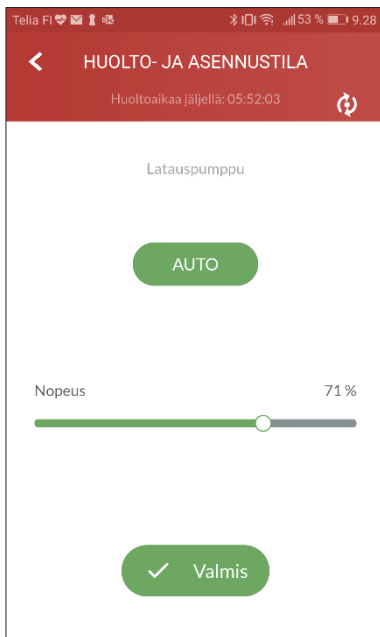 Telia FI 53 % 9.28
HUOLTO- JA ASENNUSTILA
Huoltoaikaa jäljellä: 05:52:03
Latauspumppu
AUTO
Nopeus 71 %
Valmis